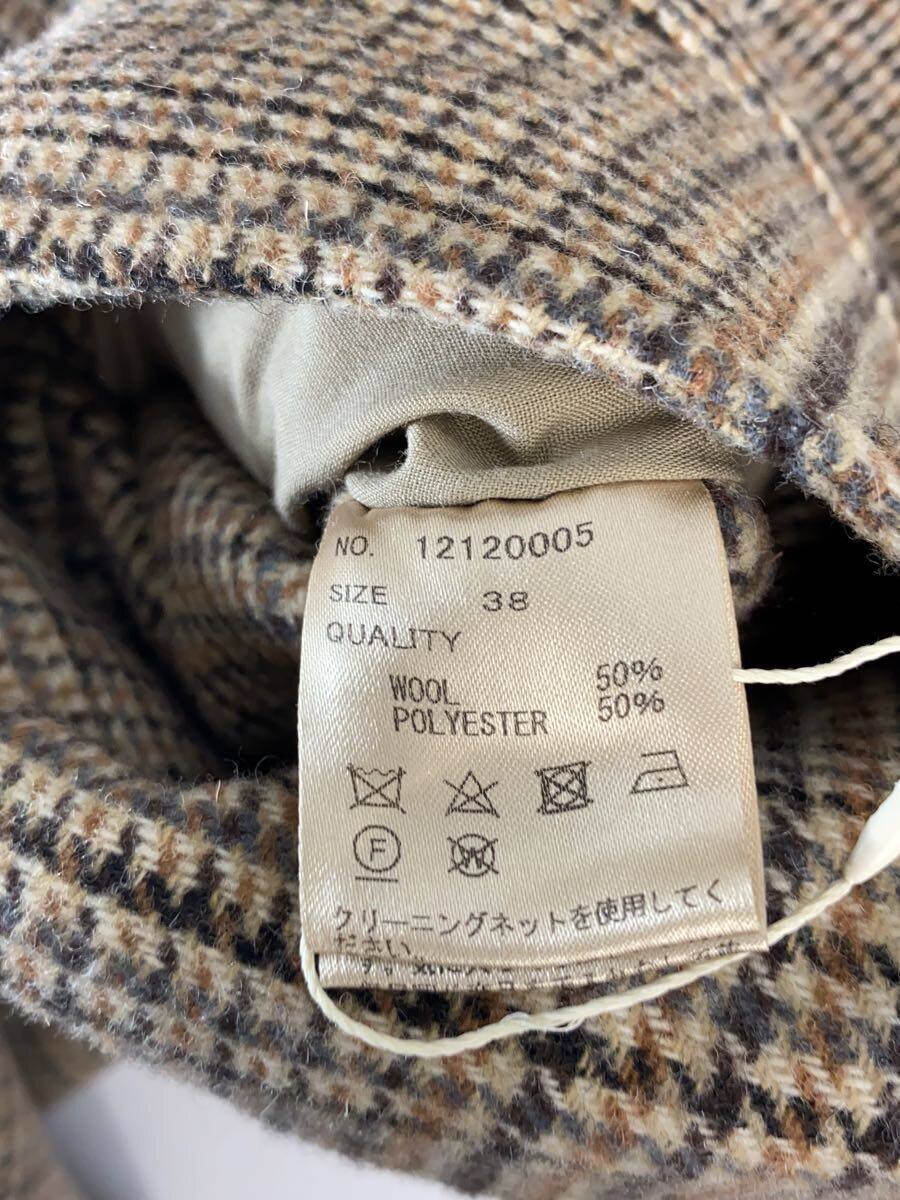 NO. 12120005
SIZE 38
QUALITY
WOOL 50%
POLYESTER 50%
F
W
クリーニングネットを使用してく
ださい。